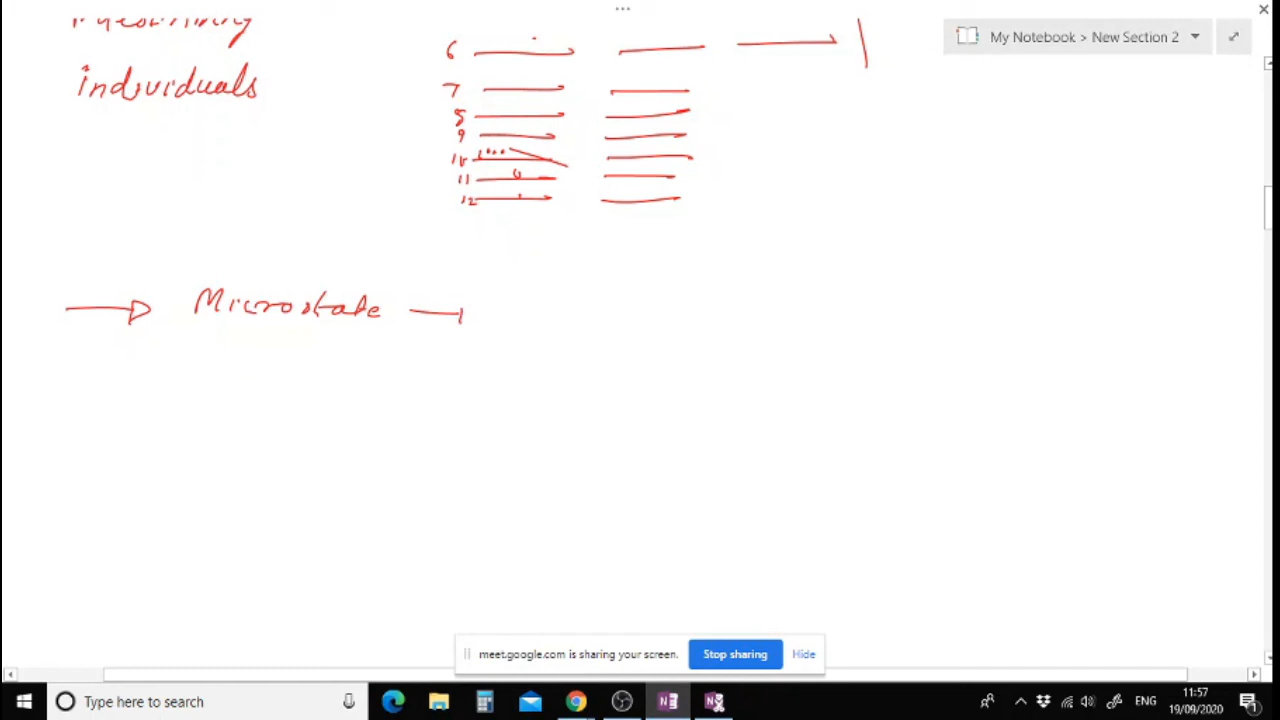 My Notebook > New Section 2
individuals
6
7
8
9
10
11
12
Microstate
meet.google.com is sharing your screen.
Stop sharing
Hide
Type here to search
ENG
11:57
19/09/2020
1